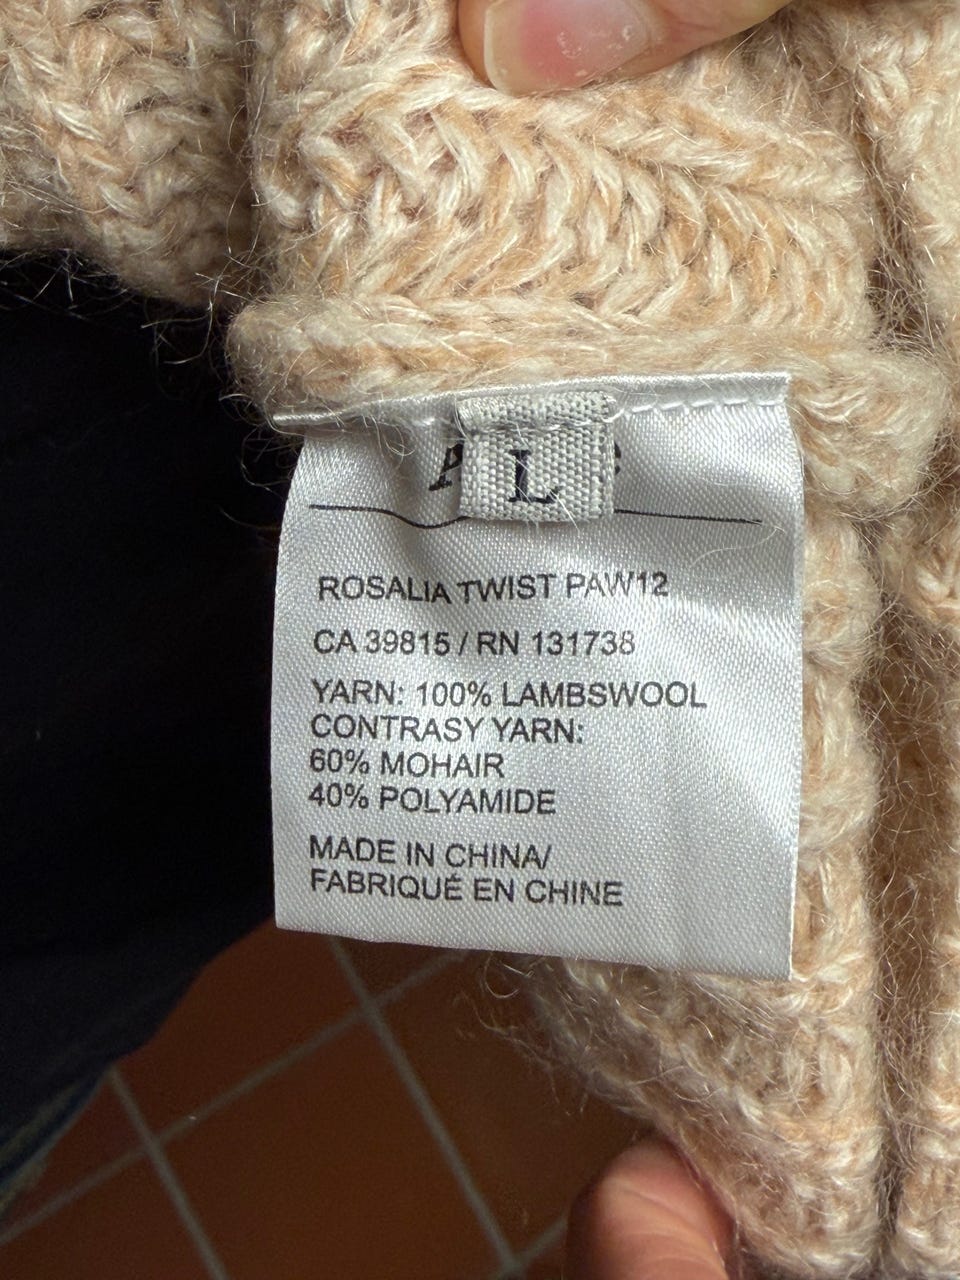 L
ROSALIA TWIST PAW12
CA 39815 / RN 131738
YARN: 100% LAMBSWOOL
CONTRASY YARN:
60% MOHAIR
40% POLYAMIDE
MADE IN CHINA/
FABRIQUÉ EN CHINE